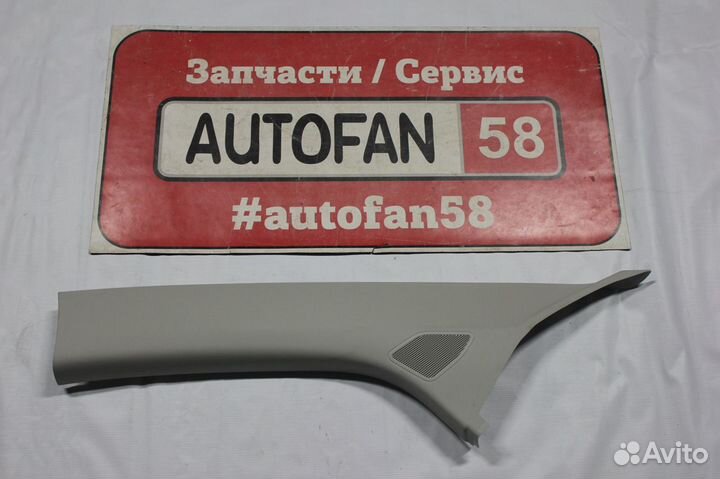 Запчасти / Сервис
AUTOFAN 58
#autofan58
Avito